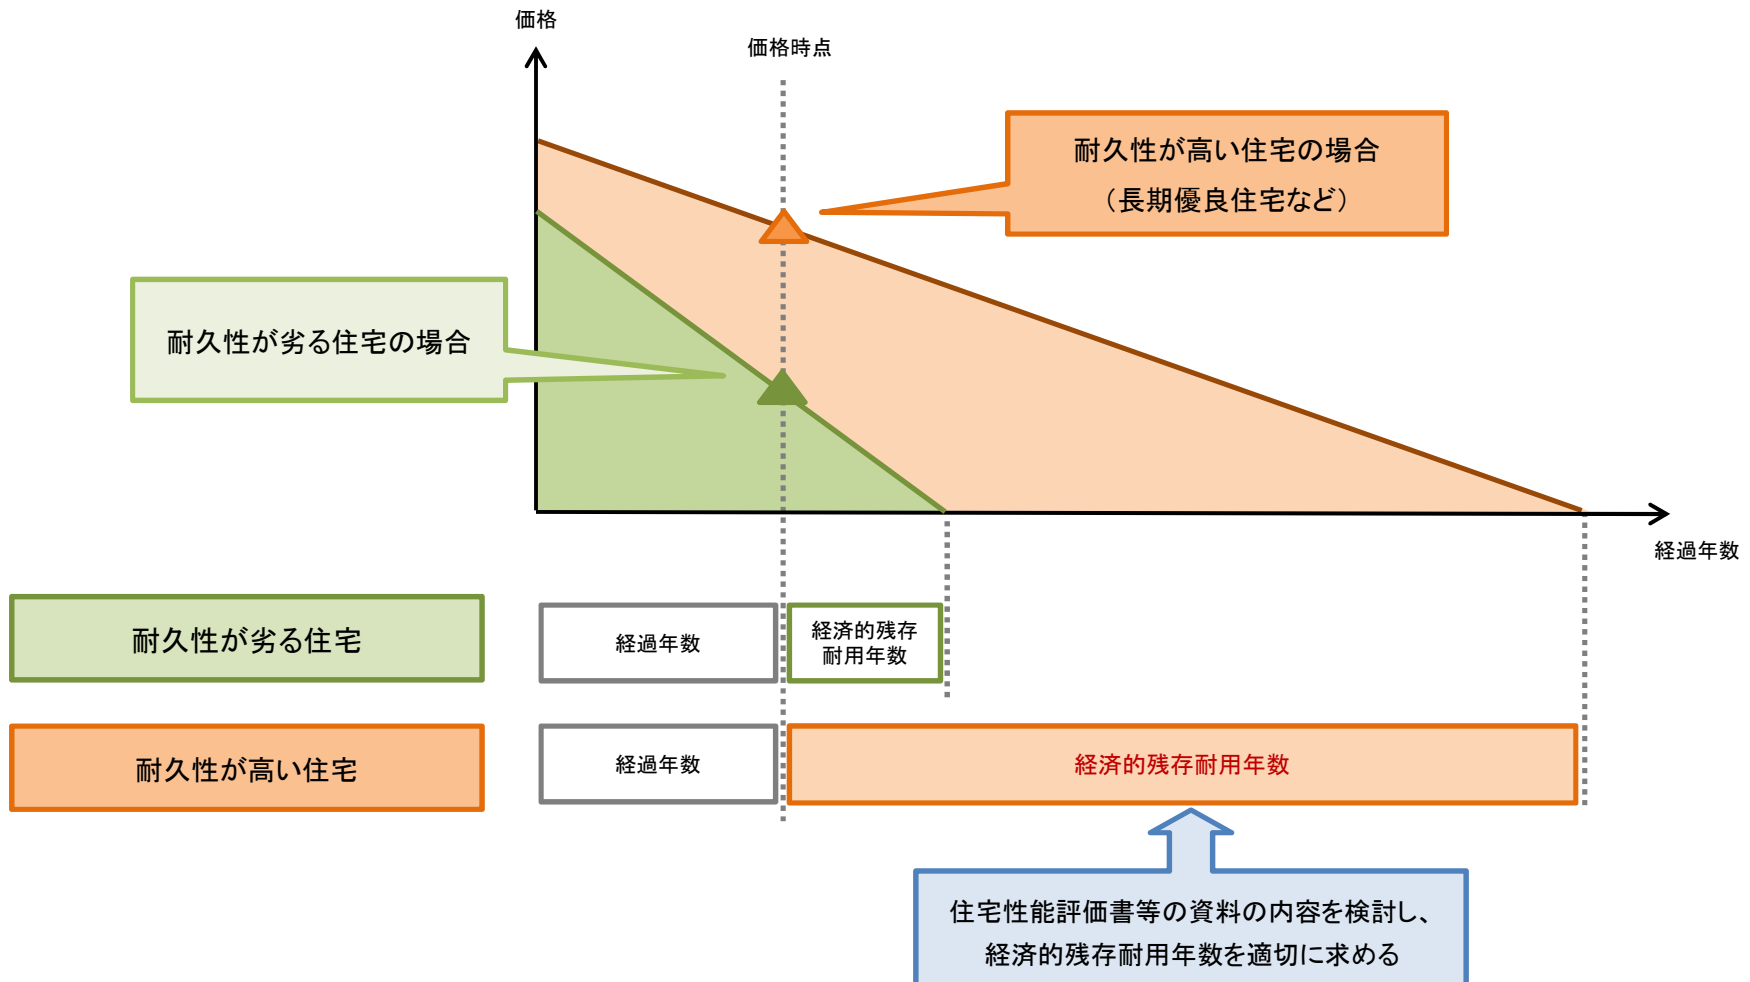 価格
価格時点
耐久性が高い住宅の場合
（長期優良住宅など）
耐久性が劣る住宅の場合
経過年数
耐久性が劣る住宅
経過年数
経済的残存
耐用年数
耐久性が高い住宅
経過年数
経済的残存耐用年数
住宅性能評価書等の資料の内容を検討し、
経済的残存耐用年数を適切に求める